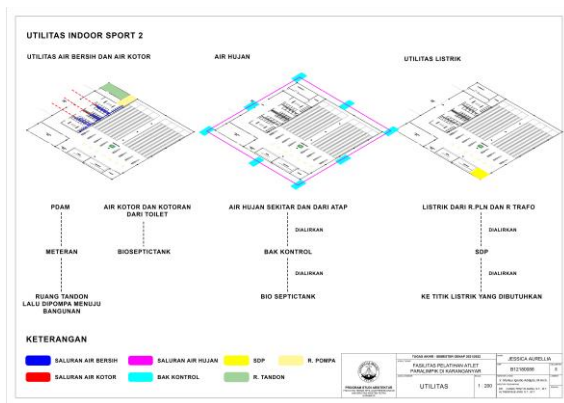 UTILITAS INDOOR SPORT 2
UTILITAS AIR BERSIH DAN AIR KOTOR
AIR HUJAN
UTILITAS LISTRIK
PDAM
METERAN
RUANG TANDON
LALU DIPOMPA MENUJU
BANGUNAN
AIR KOTOR DAN KOTORAN
DARI TOILET
BIOSEPTICTANK
AIR HUJAN SEKITAR DAN DARI ATAP
DIALIRKAN
BAK KONTROL
DIALIRKAN
BIO SEPTICTANK
LISTRIK DARI R.PLN DAN R TRAFO
DIALIRKAN
SDP
DIALIRKAN
KE TITIK LISTRIK YANG DIBUTUHKAN
KETERANGAN
SALURAN AIR BERSIH
SALURAN AIR HUJAN
SDP
R. POMPA
SALURAN AIR KOTOR
BAK KONTROL
R. TANDON
PROGRAM STUDI ARSITEKTUR
FASILITAS PELATIHAN ATLET
PARALIMPIK DI KARANGANYAR
UTILITAS
1 : 200
JESSICA AURELLIA